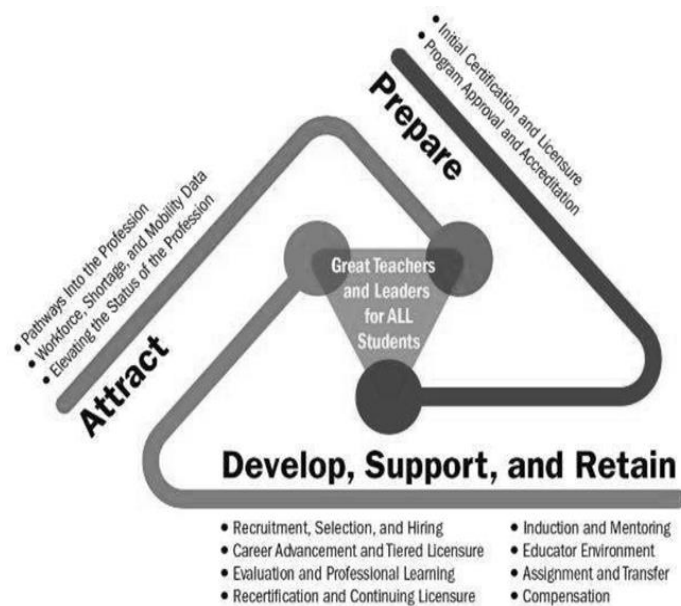 Attract
• Pathways Into the Profession
• Workforce, Shortage, and Mobility Data
• Elevating the Status of the Profession
Prepare
• Initial Certification and Licensure
• Program Approval and Accreditation
Great Teachers
and Leaders
for ALL
Students
Develop, Support, and Retain
• Recruitment, Selection, and Hiring
• Career Advancement and Tiered Licensure
• Evaluation and Professional Learning
• Recertification and Continuing Licensure
• Induction and Mentoring
• Educator Environment
• Assignment and Transfer
• Compensation